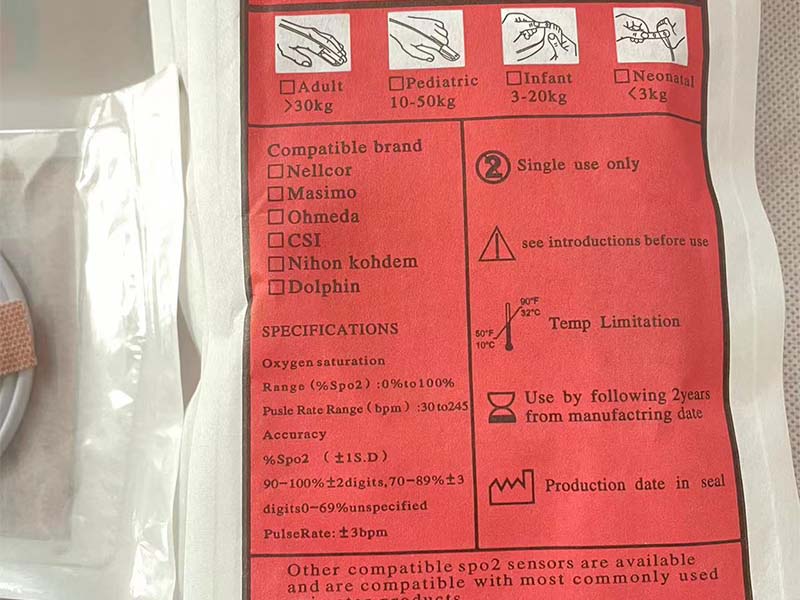 ☐Adult
>30kg
☐Pediatric
10-50kg
☐Infant
3-20kg
☐Neonatal
<3kg
Compatible brand
☐Nellcor
☐Masimo
☐Ohmeda
☐CSI
☐Nihon kohdem
☐Dolphin
SPECIFICATIONS
Oxygen saturation
Range (%Spo2) :0%to100%
Pusle Rate Range (bpm) :30to245
Accuracy
%Spo2 (±1S.D)
90-100%±2digits,70-89%±3
digits0-69%unspecified
PulseRate: ±3bpm
2 Single use only
see introductions before use
90°F
32°C
50°F
10°C
Temp Limitation
Use by following 2years
from manufactring date
Production date in seal
Other compatible spo2 sensors are available
and are compatible with most commonly used
products